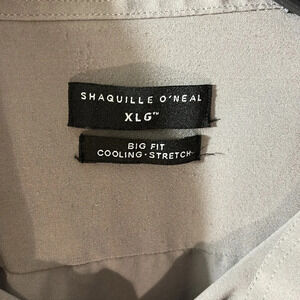 SHAQUILLE O'NEAL
XLG™
BIG FIT
COOLING·STRETCH